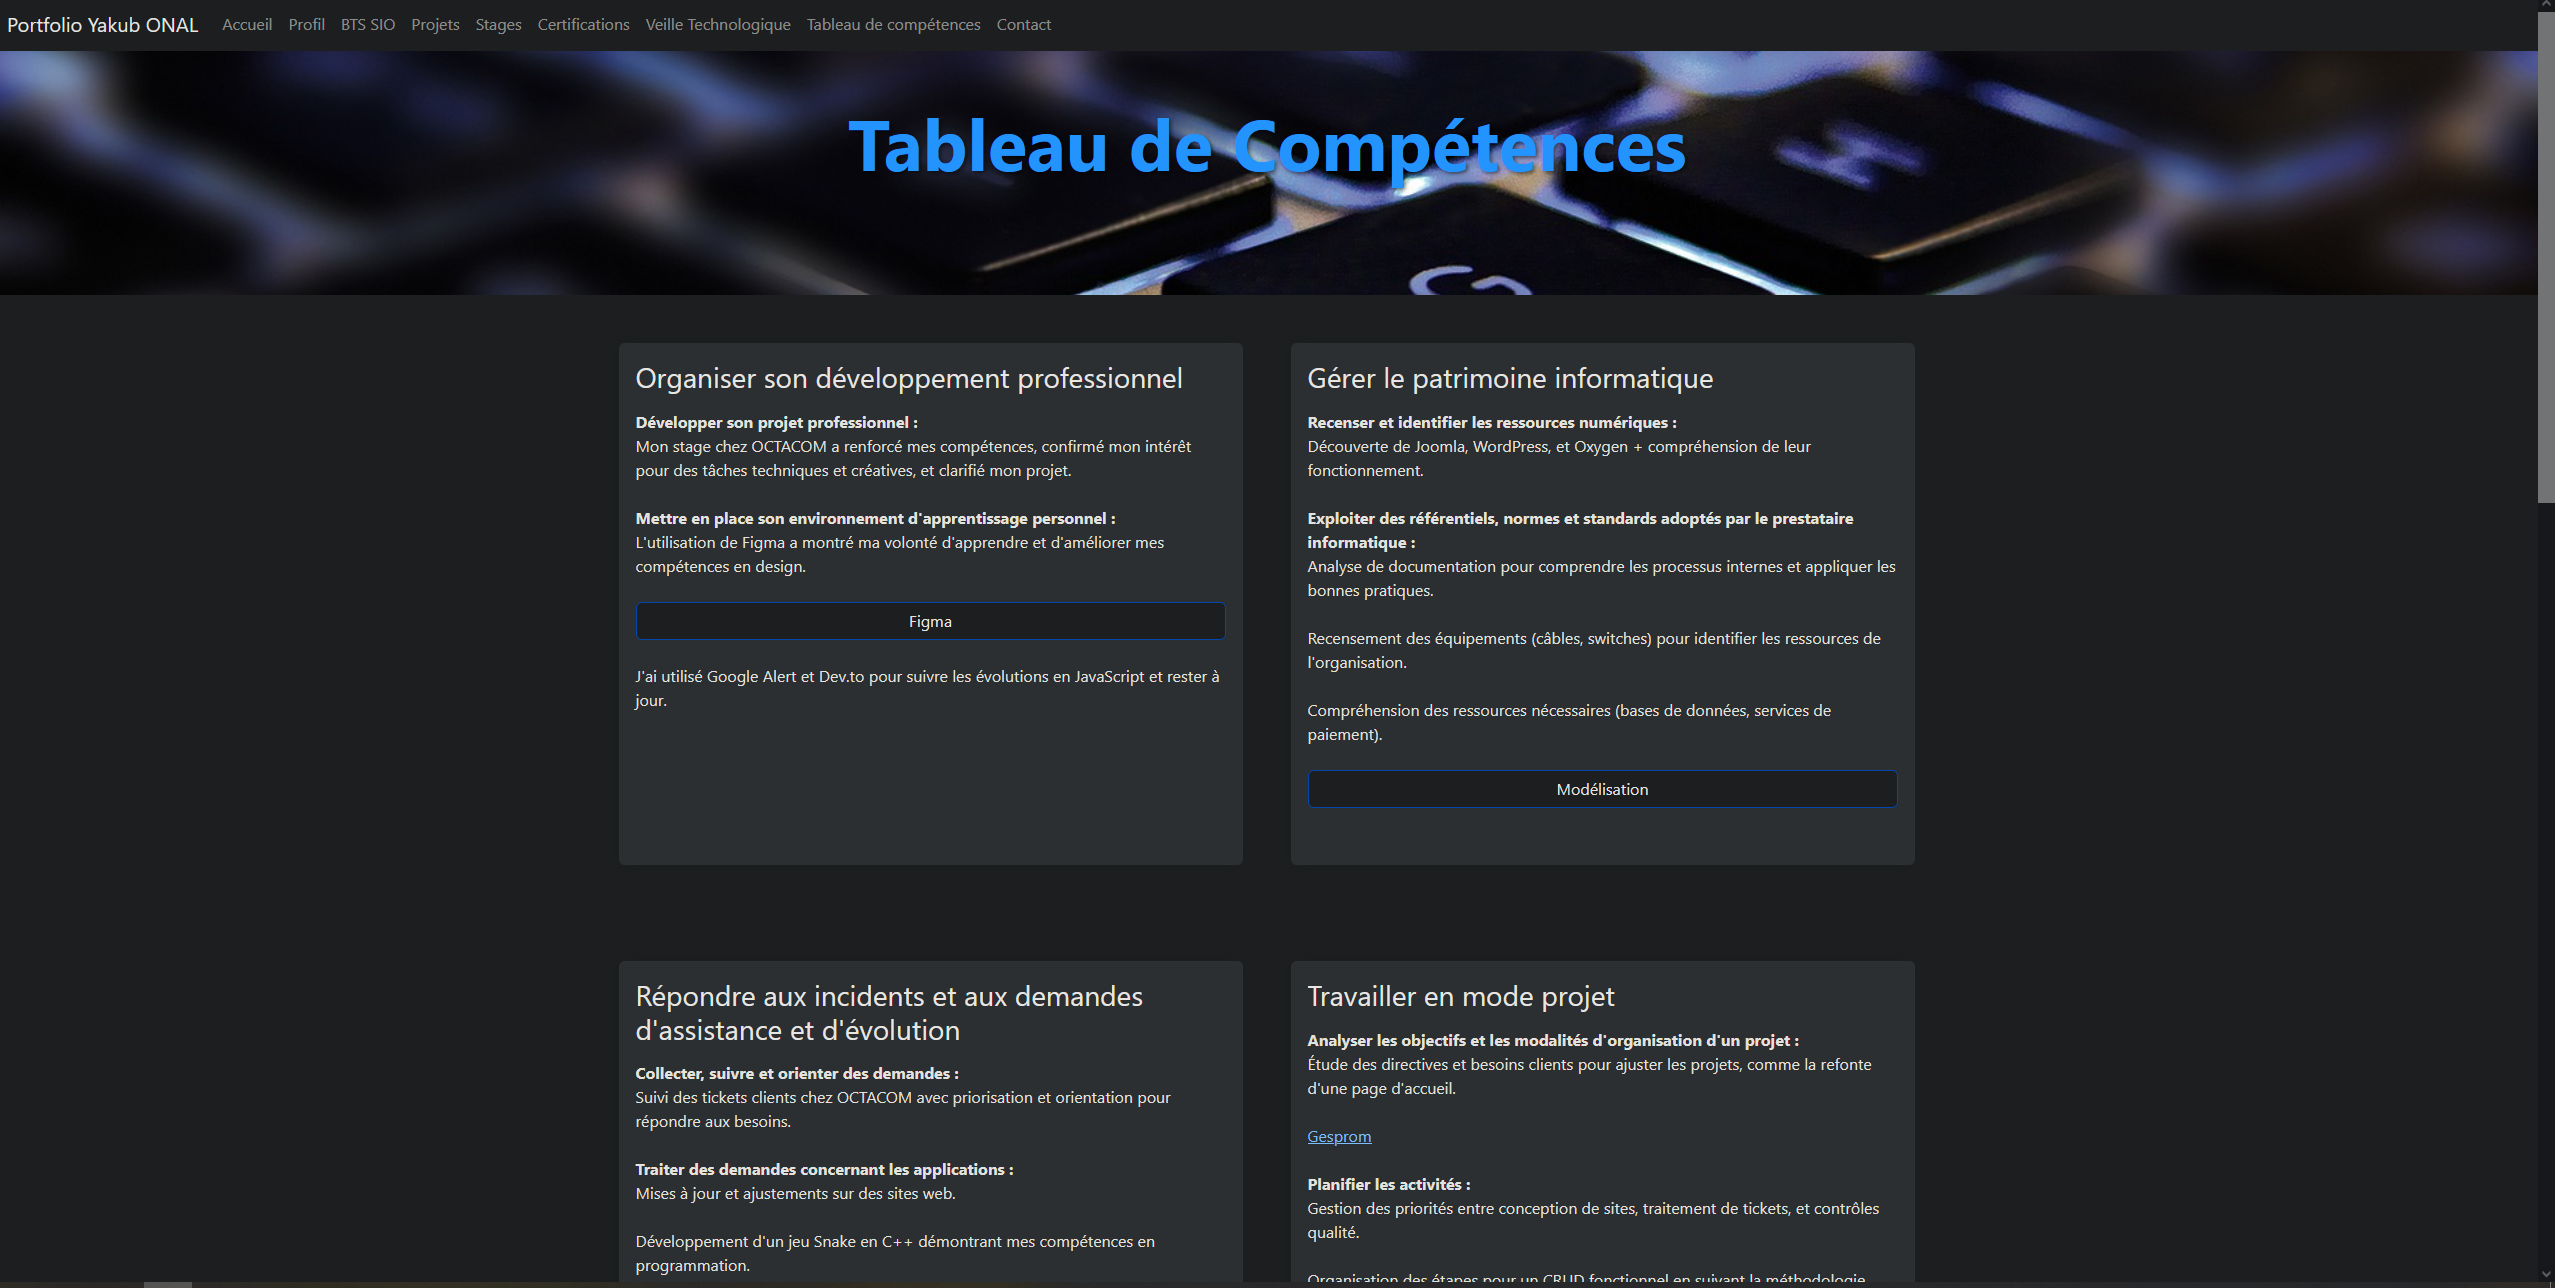 Portfolio Yakub ONAL Accueil Profil BTS SIO Projets Stages Certifications Veille Technologique Tableau de compétences Contact
Tableau de Compétences
Organiser son développement professionnel
Développer son projet professionnel :
Mon stage chez OCTACOM a renforcé mes compétences, confirmé mon intérêt
pour des tâches techniques et créatives, et clarifié mon projet.
Mettre en place son environnement d'apprentissage personnel :
L'utilisation de Figma a montré ma volonté d'apprendre et d'améliorer mes
compétences en design.
Figma
J'ai utilisé Google Alert et Dev.to pour suivre les évolutions en JavaScript et rester à
jour.
Gérer le patrimoine informatique
Recenser et identifier les ressources numériques :
Découverte de Joomla, WordPress, et Oxygen + compréhension de leur
fonctionnement.
Exploiter des référentiels, normes et standards adoptés par le prestataire
informatique :
Analyse de documentation pour comprendre les processus internes et appliquer les
bonnes pratiques.
Recensement des équipements (câbles, switches) pour identifier les ressources de
l'organisation.
Compréhension des ressources nécessaires (bases de données, services de
paiement).
Modélisation
Répondre aux incidents et aux demandes
d'assistance et d'évolution
Collecter, suivre et orienter des demandes :
Suivi des tickets clients chez OCTACOM avec priorisation et orientation pour
répondre aux besoins.
Traiter des demandes concernant les applications :
Mises à jour et ajustements sur des sites web.
Développement d'un jeu Snake en C++ démontrant mes compétences en
programmation.
Travailler en mode projet
Analyser les objectifs et les modalités d'organisation d'un projet :
Étude des directives et besoins clients pour ajuster les projets, comme la refonte
d'une page d'accueil.
Gesprom
Planifier les activités :
Gestion des priorités entre conception de sites, traitement de tickets, et contrôles
qualité.
Organisation des étapes pour un CRUD fonctionnel en suivant la méthodologie